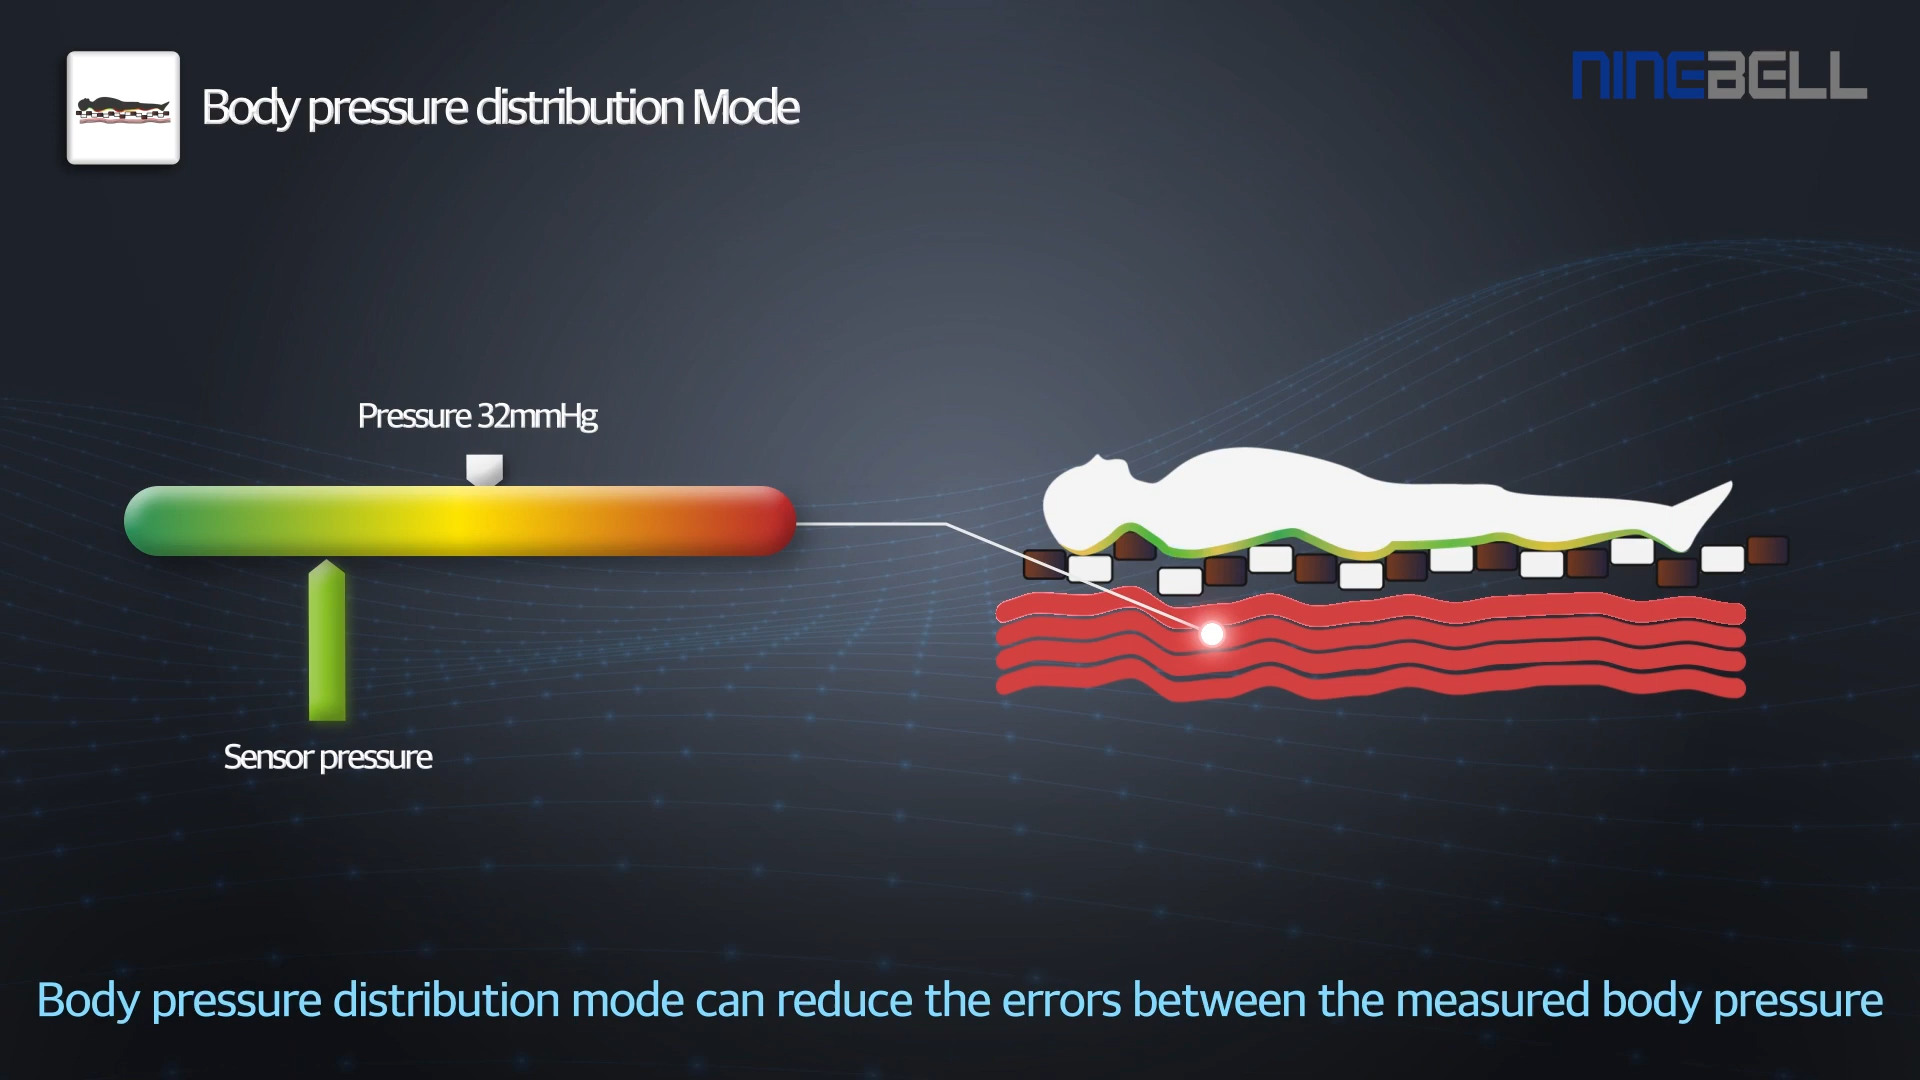 Body pressure distribution Mode
NINEBELL
Pressure 32mmHg
Sensor pressure
Body pressure distribution mode can reduce the errors between the measured body pressure